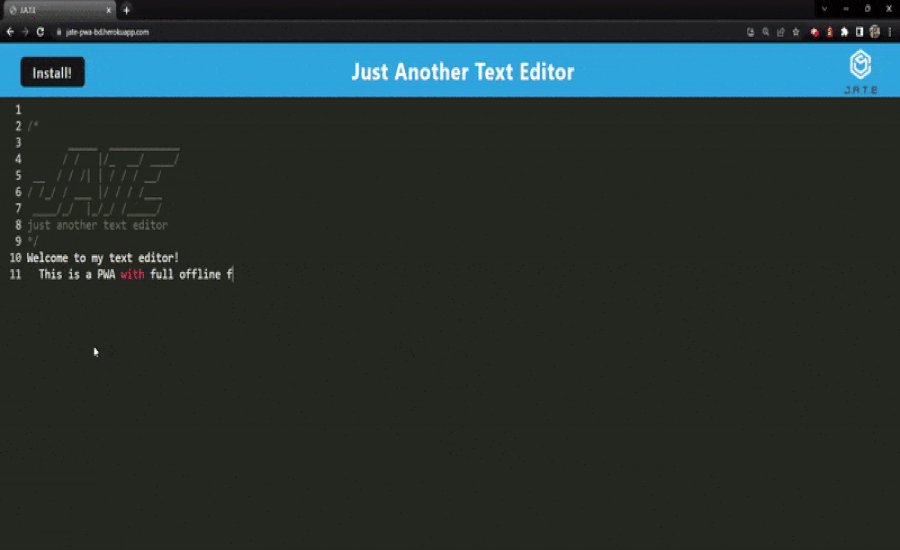 J.A.T.E
jate-pwa-bd.herokuapp.com
Install!
Just Another Text Editor
J.A.T.E
1
2 /*
3
4
5
6
7
8 just another text editor
9 */
10 Welcome to my text editor!
11 This is a PWA with full offline f
JATE